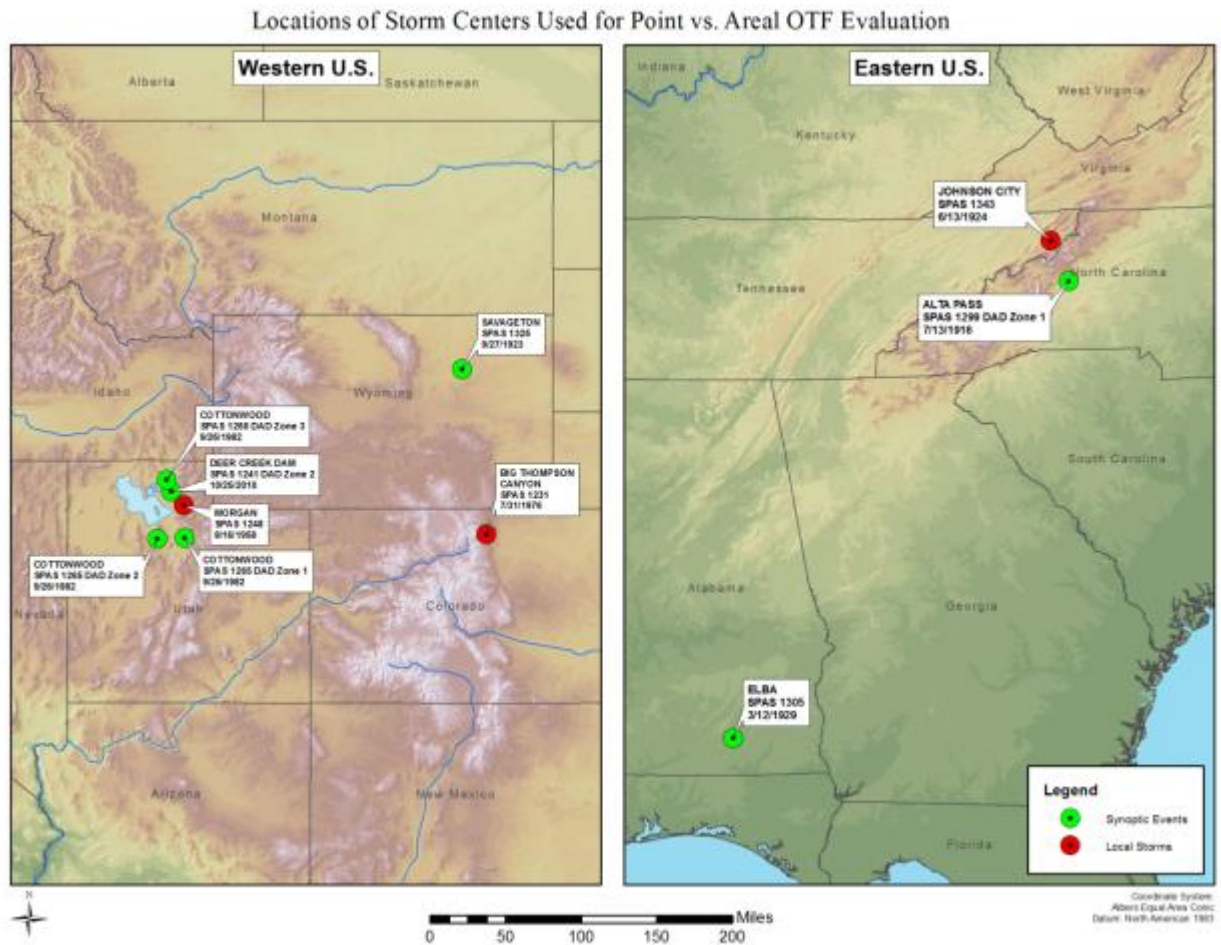 Locations of Storm Centers Used for Point vs. Areal OTF Evaluation
Western U.S.
Alberta
Saskatchewan
Montana
SAVAGETON
SPAS 1325
9/27/1923
Idaho
Wyoming
COTTONWOOD
SPAS 1268 DAD Zone 3
9/26/1982
DEER CREEK DAM
SPAS 1241 DAD Zone 2
10/25/2010
BIG THOMPSON
CANYON
SPAS 1231
7/31/1976
MORGAN
SPAS 1248
8/16/1958
COTTONWOOD
SPAS 1265 DAD Zone 2
9/26/1982
COTTONWOOD
SPAS 1265 DAD Zone 1
9/26/1982
Nevada
Utah
Colorado
Arizona
New Mexico
Eastern U.S.
Indiana
West Virginia
Kentucky
Virginia
JOHNSON CITY
SPAS 1343
6/13/1924
North Carolina
Tennessee
ALTA PASS
SPAS 1299 DAD Zone 1
7/13/1916
South Carolina
Alabama
Georgia
ELBA
SPAS 1305
3/12/1929
Florida
Legend
Synoptic Events
Local Storms
N
Miles
0 50 100 150 200
Coordinate System:
Albers Equal Area Conic
Datum: North American 1983